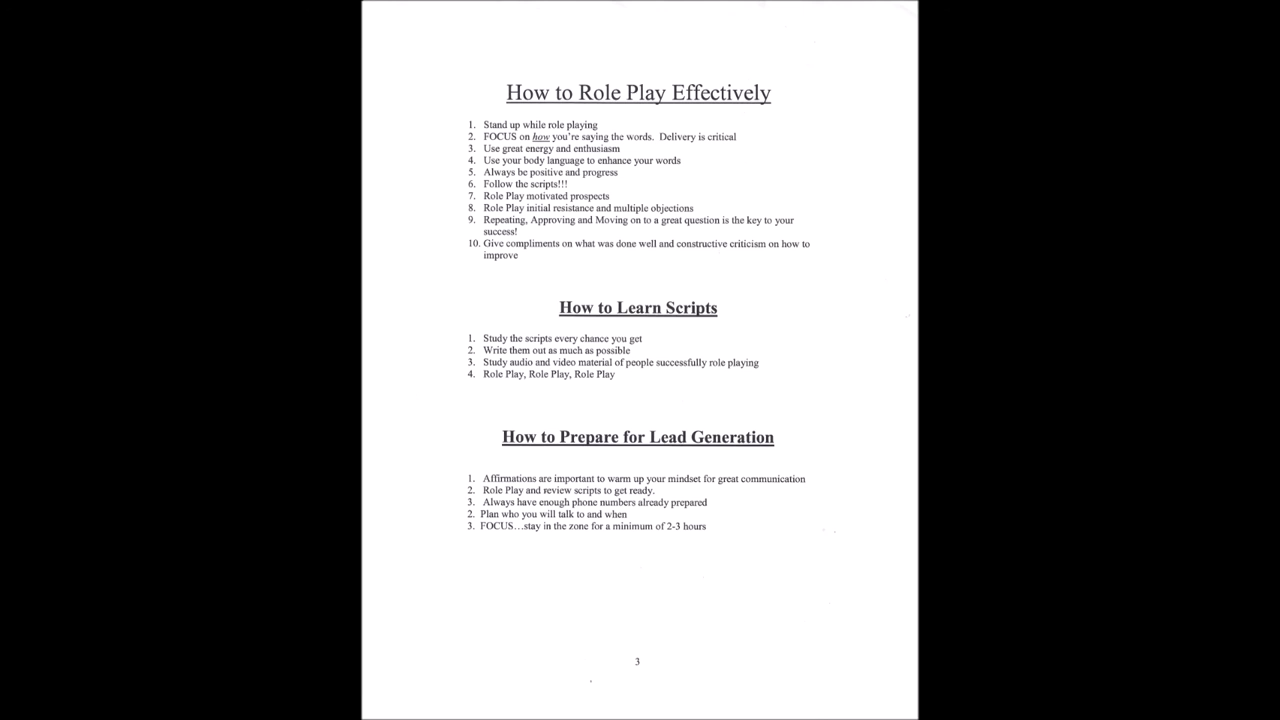 How to Role Play Effectively
1. Stand up while role playing
2. FOCUS on how you're saying the words. Delivery is critical
3. Use great energy and enthusiasm
4. Use your body language to enhance your words
5. Always be positive and progress
6. Follow the scripts!!!
7. Role Play motivated prospects
8. Role Play initial resistance and multiple objections
9. Repeating, Approving and Moving on to a great question is the key to your
success!
10. Give compliments on what was done well and constructive criticism on how to
improve
How to Learn Scripts
1. Study the scripts every chance you get
2. Write them out as much as possible
3. Study audio and video material of people successfully role playing
4. Role Play, Role Play, Role Play
How to Prepare for Lead Generation
1. Affirmations are important to warm up your mindset for great communication
2. Role Play and review scripts to get ready.
3. Always have enough phone numbers already prepared
2. Plan who you will talk to and when
3. FOCUS…stay in the zone for a minimum of 2-3 hours
3